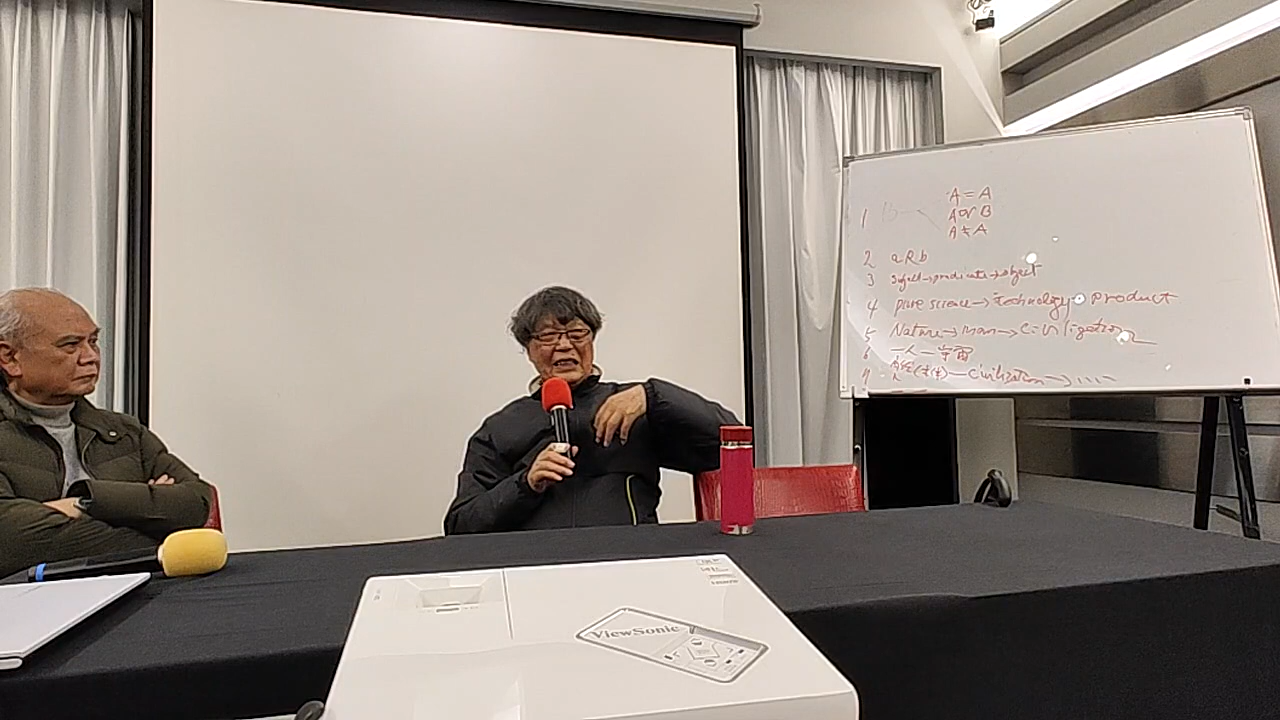 A = A
1 A or B
A ≠ A
2 aRb
3 subject→predicate→object
4 pure science→technology→product
5 Nature→man→civilization
6 一人一宇宙
7 civilization→....
ViewSonic